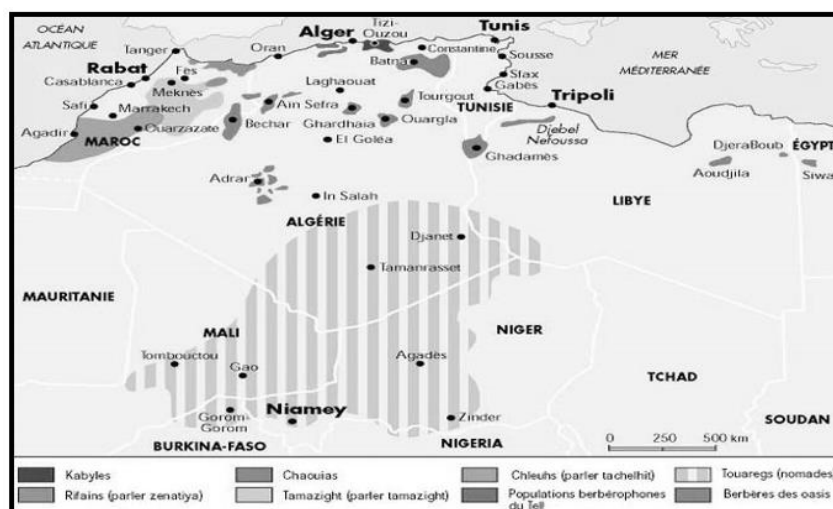 OCÉAN
ATLANTIQUE
Tanger
Rabat
Casablanca
Fès
Meknès
Safi
Marrakech
Agadir
MAROC
Ouarzazate
Oran
Alger
Tizi-
Ouzou
Constantine
Batna
Tunis
Sousse
Sfax
Gabès
TUNISIE
Tripoli
MER
MÉDITERRANÉE
Laghaouat
Aïn Sefra
Bechar
Ghardhaia
Tourgout
Ouargla
El Goléa
Djebel
Nefoussa
Ghadamès
DjeraBoub
ÉGYPT
Aoudjila
Siwa
Adrar
In Salah
ALGÉRIE
LIBYE
Djanet
Tamanrasset
MAURITANIE
MALI
NIGER
Tombouctou
Gao
Agadès
TCHAD
Gorom-
Gorom
Niamey
Zinder
SOUDAN
BURKINA-FASO
NIGERIA
0 250 500 km
Kabyles
Chaouias
Chleuhs (parler tachelhit)
Touaregs (nomades)
Rifains (parler zenatiya)
Tamazight (parler tamazight)
Populations berbérophones
du Tell
Berbères des oasis